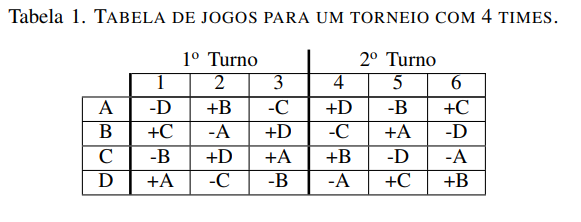 Tabela 1. TABELA DE JOGOS PARA UM TORNEIO COM 4 TIMES.
1º Turno 2º Turno
1 2 3 4 5 6
A -D +B -C +D -B +C
B +C -A +D -C +A -D
C -B +D +A +B -D -A
D +A -C -B -A +C +B